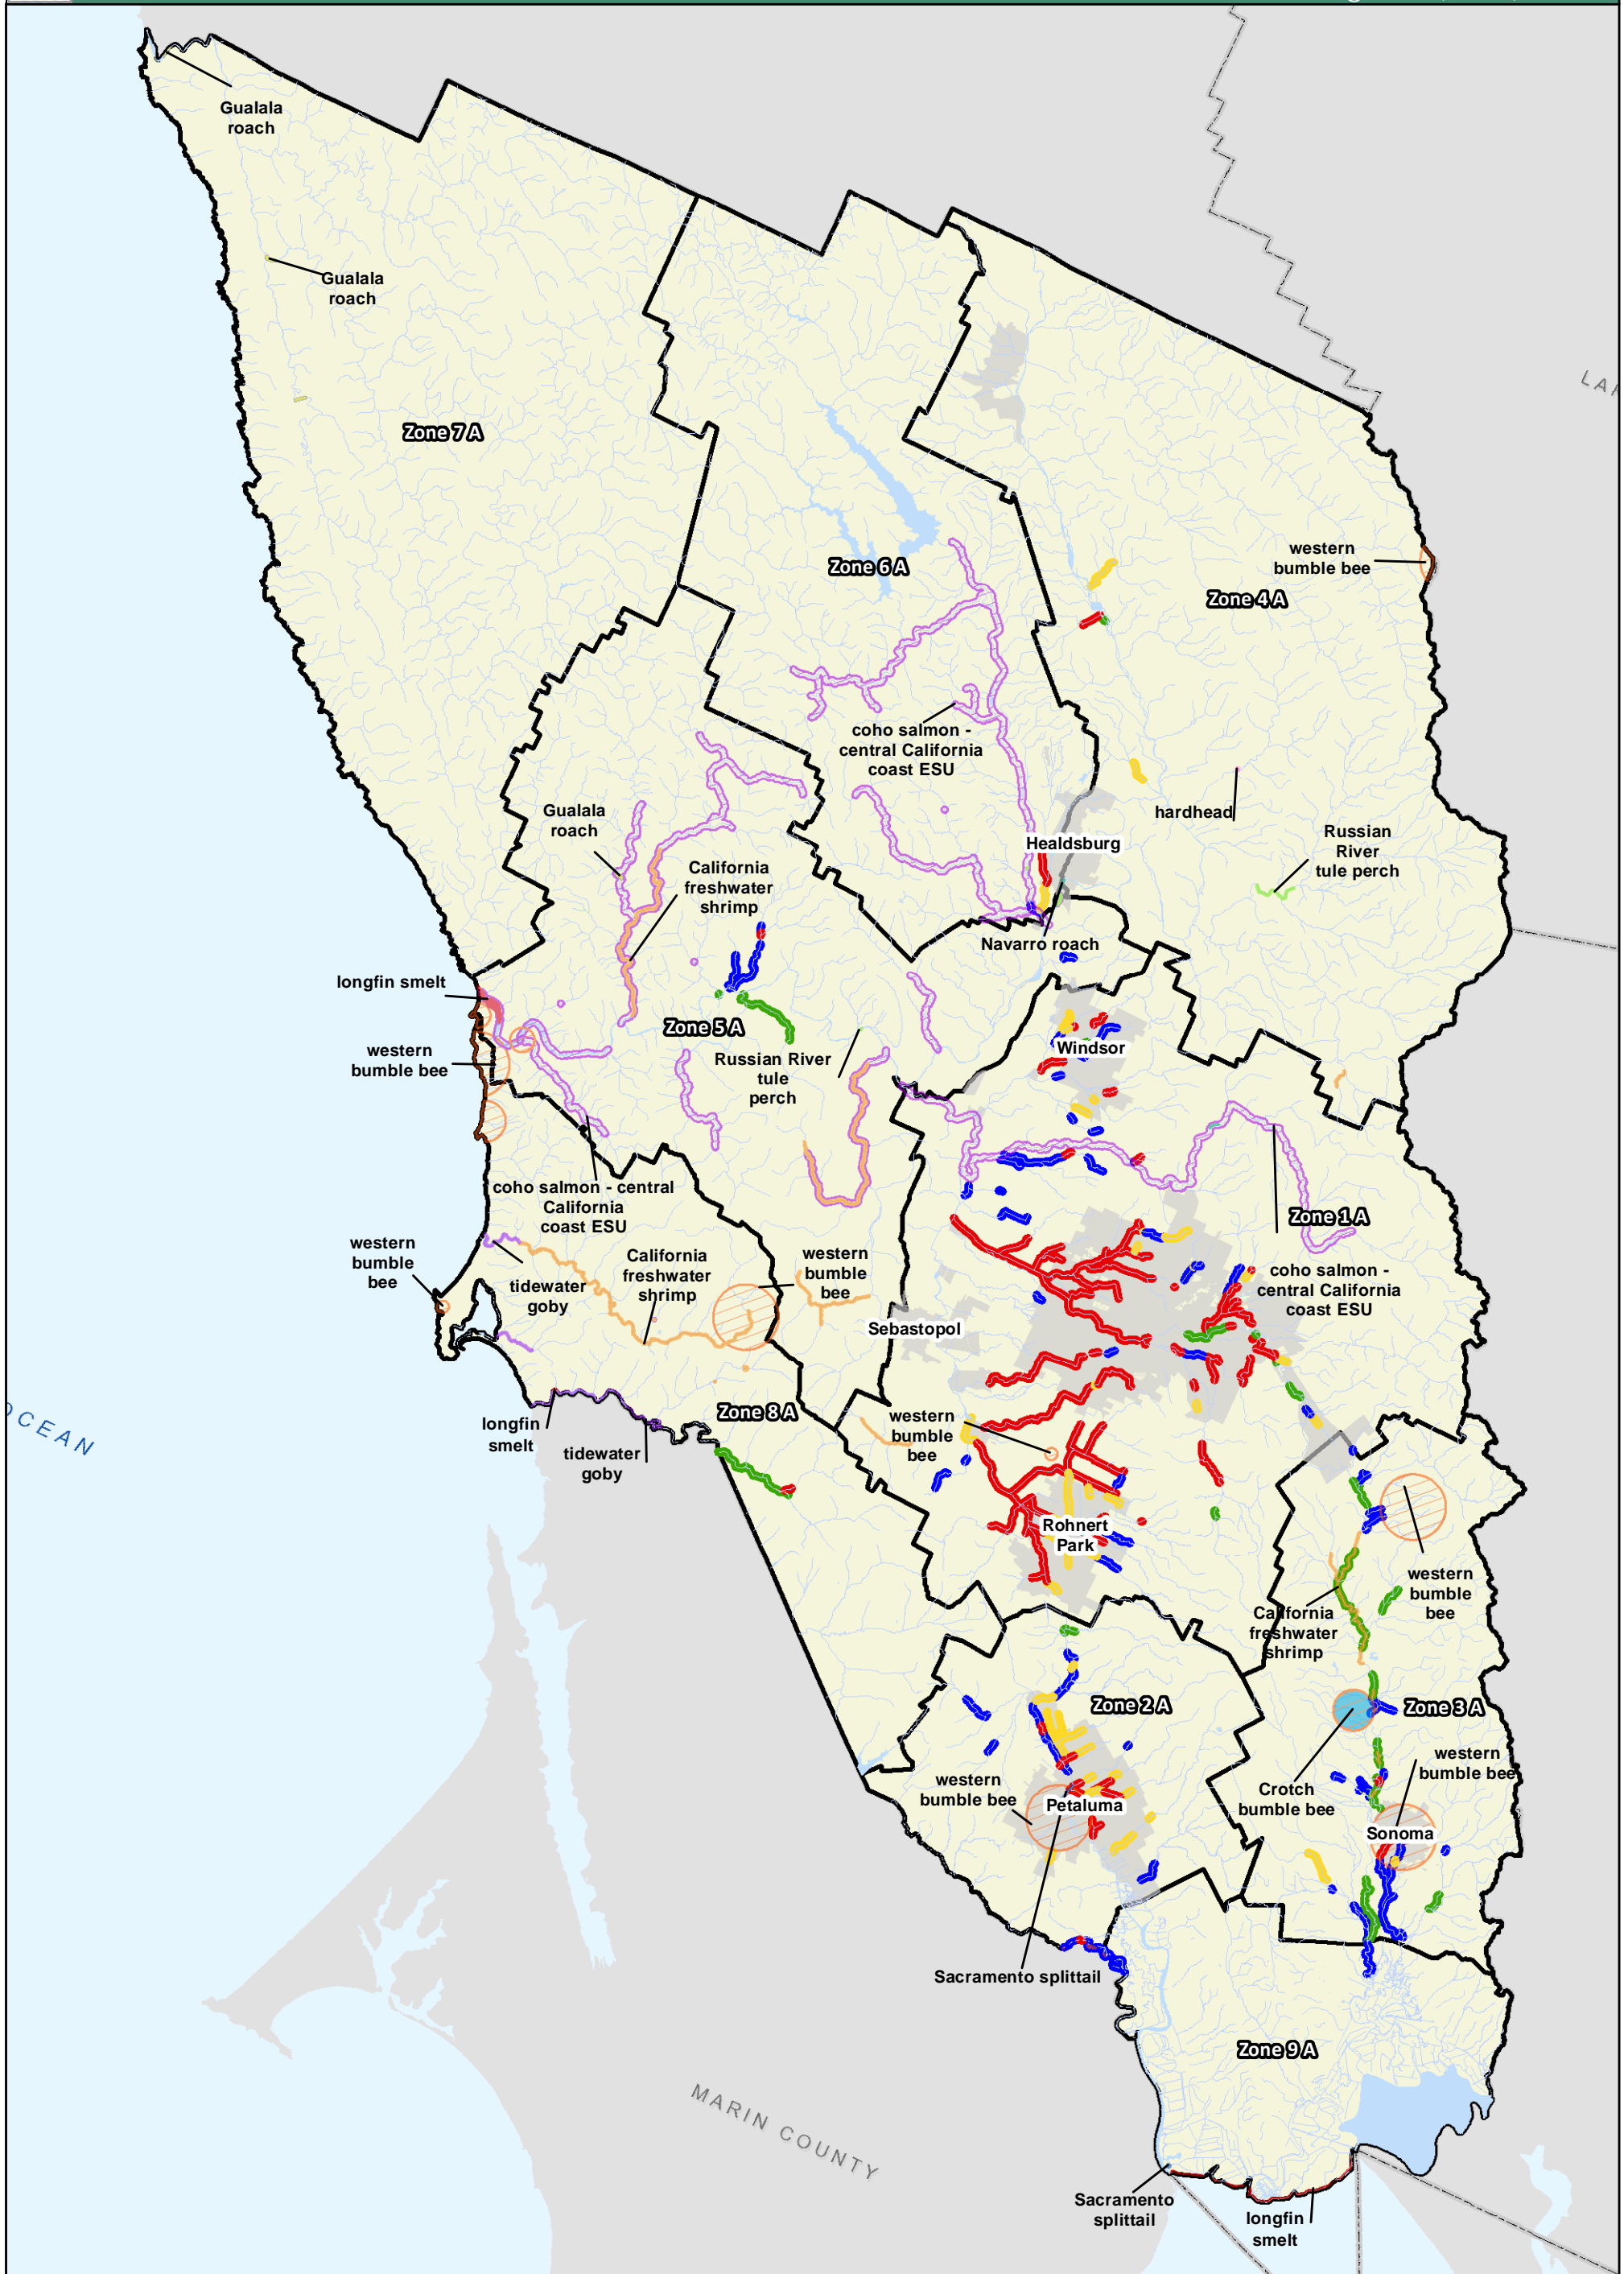 Gualala
roach
Gualala
roach
LA
Zone 7 A
western
bumble bee
Zone 6 A
Zone 4 A
coho salmon -
central California
coast ESU
hardhead
Gualala
roach
Russian
River
tule perch
Healdsburg
California
freshwater
shrimp
Navarro roach
longfin smelt
Zone 5 A
Windsor
western
bumble bee
Russian River
tule
perch
coho salmon - central
California
coast ESU
Zone 1 A
western
bumble
bee
tidewater
goby
California
freshwater
shrimp
western
bumble
bee
coho salmon -
central California
coast ESU
Sebastopol
OCEAN
longfin
smelt
Zone 8 A
tidewater
goby
western
bumble
bee
Rohnert
Park
western
bumble
bee
California
freshwater
shrimp
Zone 2 A
Zone 3 A
western
bumble bee
western
bumble bee
Crotch
bumble bee
Petaluma
Sonoma
Sacramento splittail
Zone 9 A
MARIN COUNTY
Sacramento
splittail
longfin
smelt